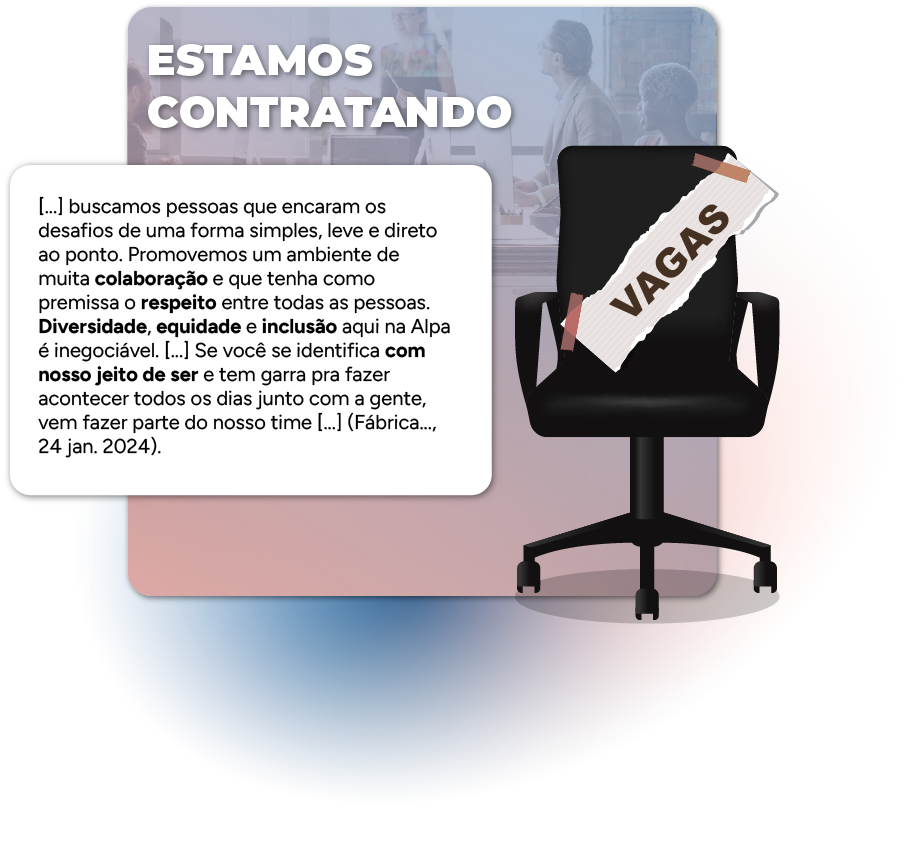 ESTAMOS
CONTRATANDO
[...] buscamos pessoas que encaram os
desafios de uma forma simples, leve e direto
ao ponto. Promovemos um ambiente de
muita colaboração e que tenha como
premissa o respeito entre todas as pessoas.
Diversidade, equidade e inclusão aqui na Alpa
é inegociável. [...] Se você se identifica com
nosso jeito de ser e tem garra pra fazer
acontecer todos os dias junto com a gente,
vem fazer parte do nosso time [...] (Fábrica...,
24 jan. 2024).
VAGAS